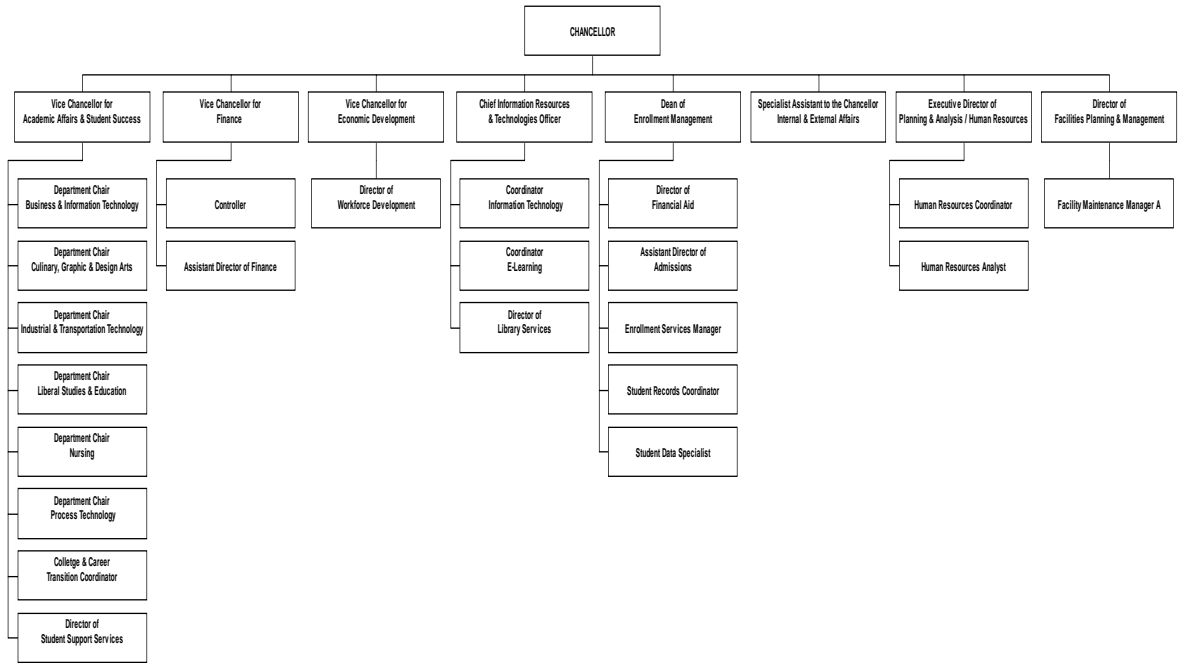 CHANCELLOR
Vice Chancellor for
Academic Affairs & Student Success
Vice Chancellor for
Finance
Vice Chancellor for
Economic Development
Chief Information Resources
& Technologies Officer
Dean of
Enrollment Management
Specialist Assistant to the Chancellor
Internal & External Affairs
Executive Director of
Planning & Analysis / Human Resources
Director of
Facilities Planning & Management
Department Chair
Business & Information Technology
Department Chair
Culinary, Graphic & Design Arts
Department Chair
Industrial & Transportation Technology
Department Chair
Liberal Studies & Education
Department Chair
Nursing
Department Chair
Process Technology
Colletge & Career
Transition Coordinator
Director of
Student Support Services
Controller
Assistant Director of Finance
Director of
Workforce Development
Coordinator
Information Technology
Coordinator
E-Learning
Director of
Library Services
Director of
Financial Aid
Assistant Director of
Admissions
Enrollment Services Manager
Student Records Coordinator
Student Data Specialist
Human Resources Coordinator
Human Resources Analyst
Facility Maintenance Manager A